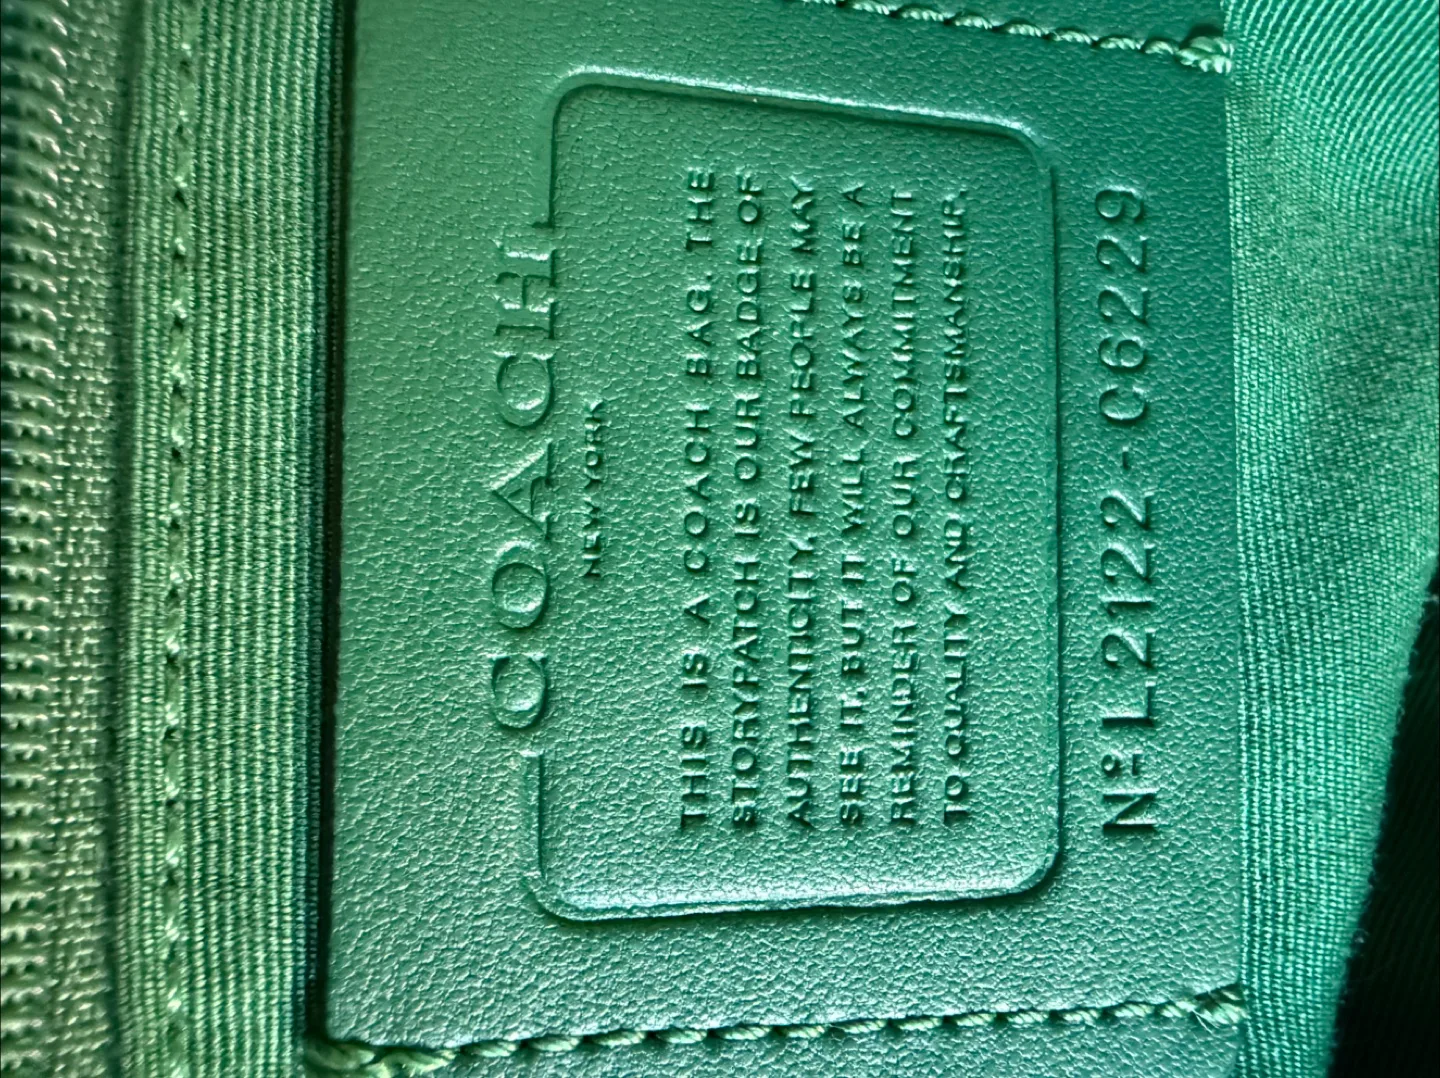 COACH
NEW YORK
THIS IS A COACH BAG. THE
STORYPATCH IS OUR BADGE OF
AUTHENTICITY. FEW PEOPLE MAY
SEE IT. BUT IT WILL ALWAYS BE A
REMINDER OF OUR COMMITMENT
TO QUALITY AND CRAFTSMANSHIP.
Nº L2122-C6229